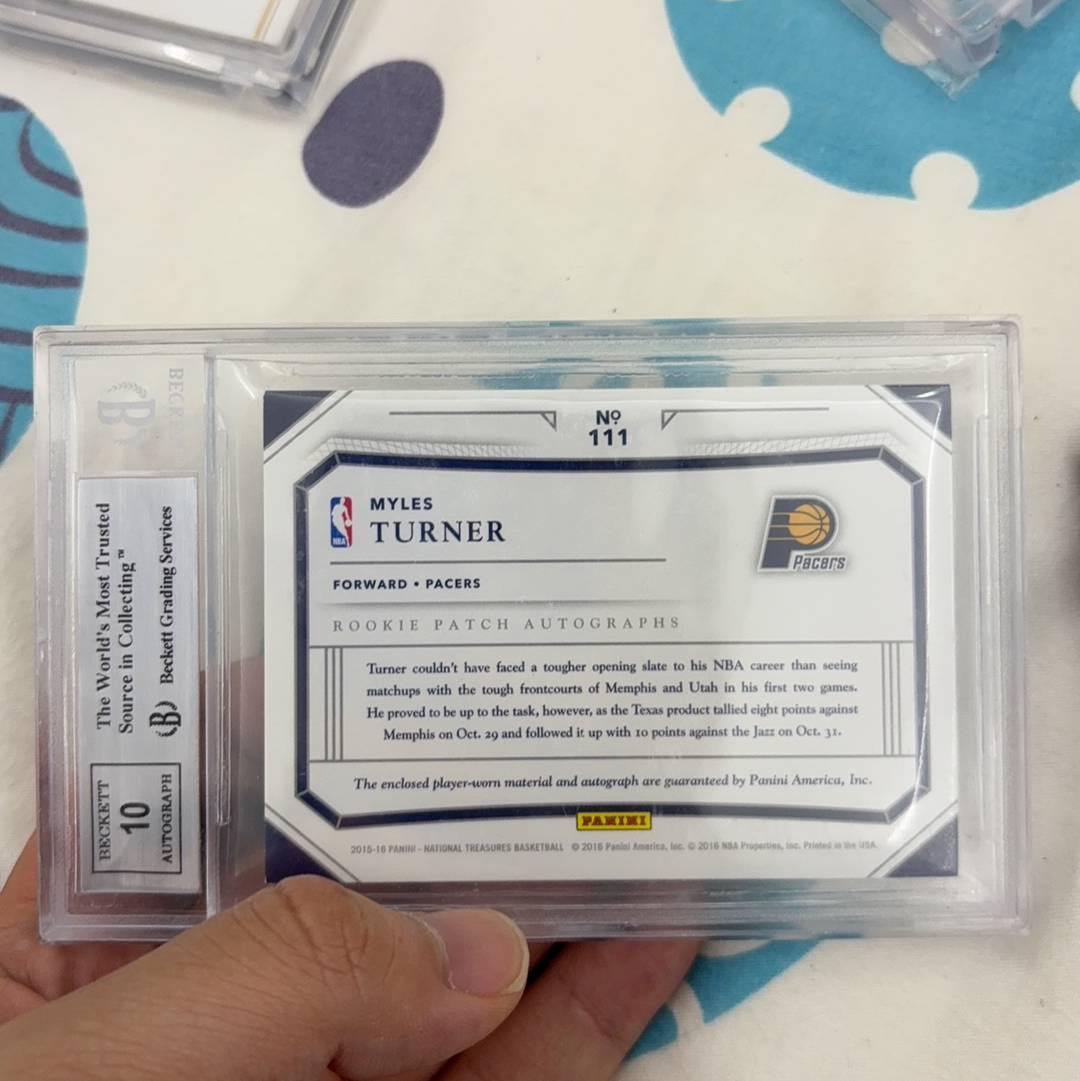 BECK
The World's Most Trusted
Source in Collecting™
Beckett Grading Services
BECKETT
10
AUTOGRAPH
Nº
111
MYLES
TURNER
NBA
FORWARD • PACERS
Pacers
ROOKIE PATCH AUTOGRAPHS
Turner couldn't have faced a tougher opening slate to his NBA career than seeing
matchups with the tough frontcourts of Memphis and Utah in his first two games.
He proved to be up to the task, however, as the Texas product tallied eight points against
Memphis on Oct. 29 and followed it up with 10 points against the Jazz on Oct. 31.
The enclosed player-worn material and autograph are guaranteed by Panini America, Inc.
PANINI
2015-16 PANINI - NATIONAL TREASURES BASKETBALL © 2016 Panini America, Inc. © 2016 NBA Properties, Inc. Printed in the USA.